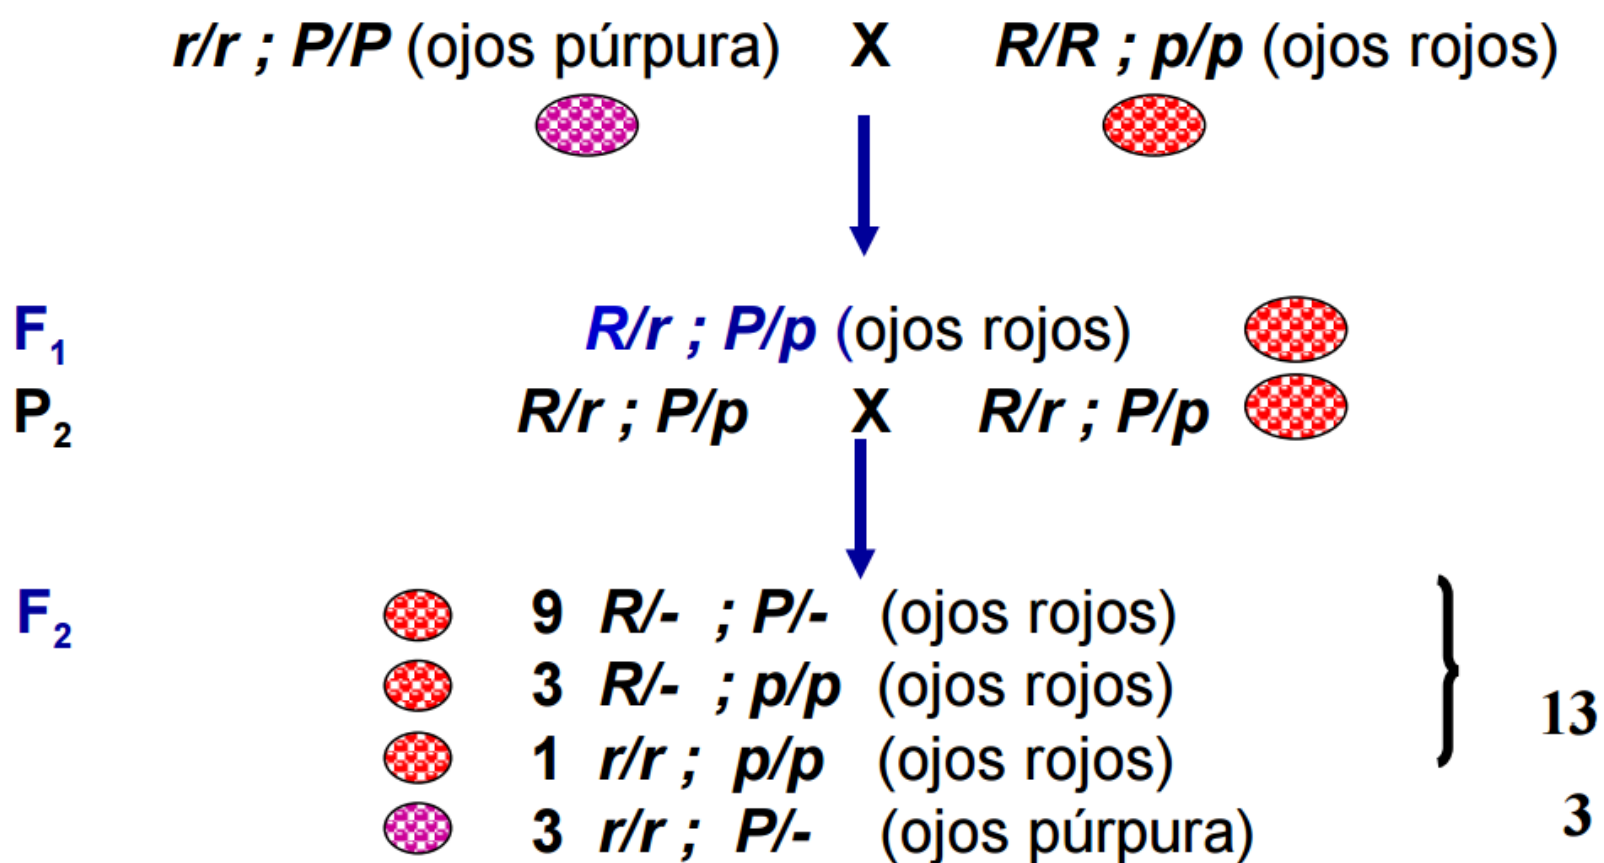 r/r ; P/P (ojos púrpura) X R/R ; p/p (ojos rojos)
F1 R/r ; P/p (ojos rojos)
P2 R/r ; P/p X R/r ; P/p
F2 9 R/- ; P/- (ojos rojos)
3 R/- ; p/p (ojos rojos)
13
1 r/r ; p/p (ojos rojos)
3 r/r ; P/- (ojos púrpura) 3